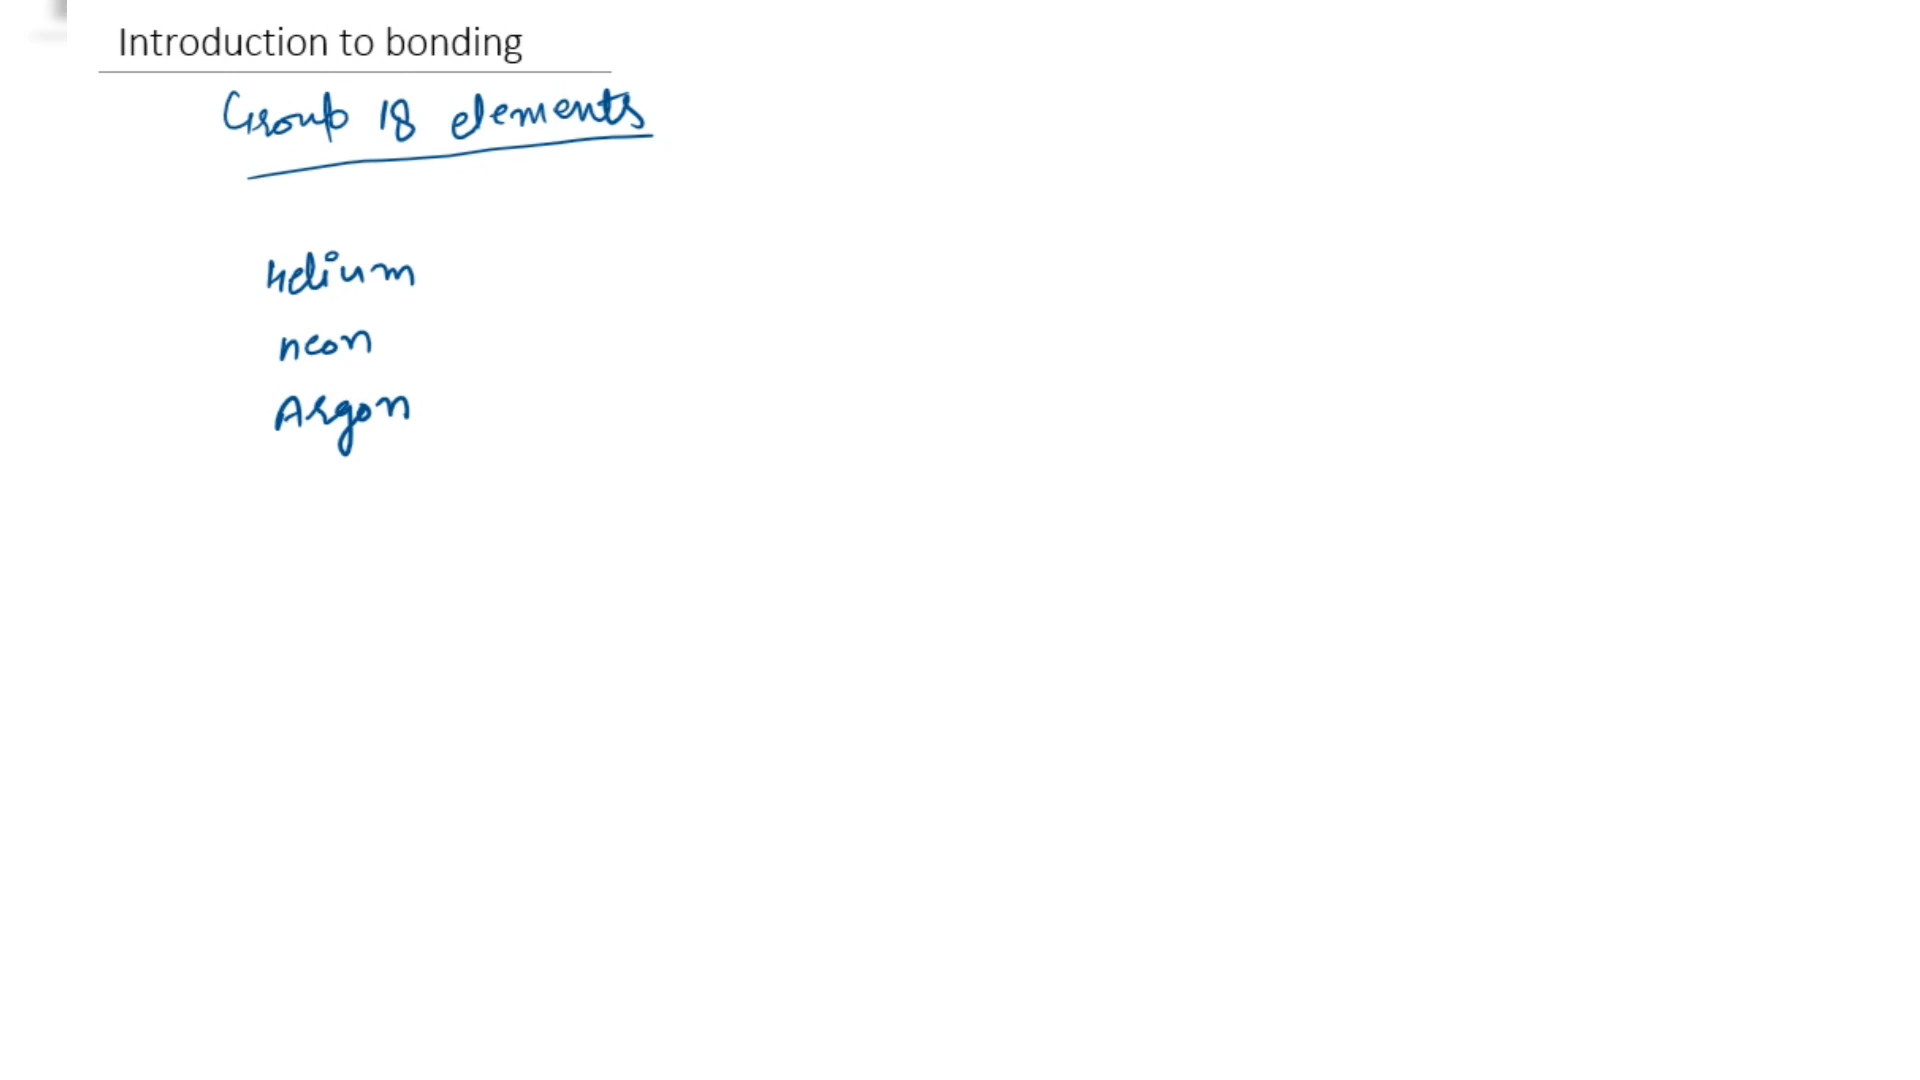 Introduction to bonding
Group 18 elements
Helium
neon
Argon